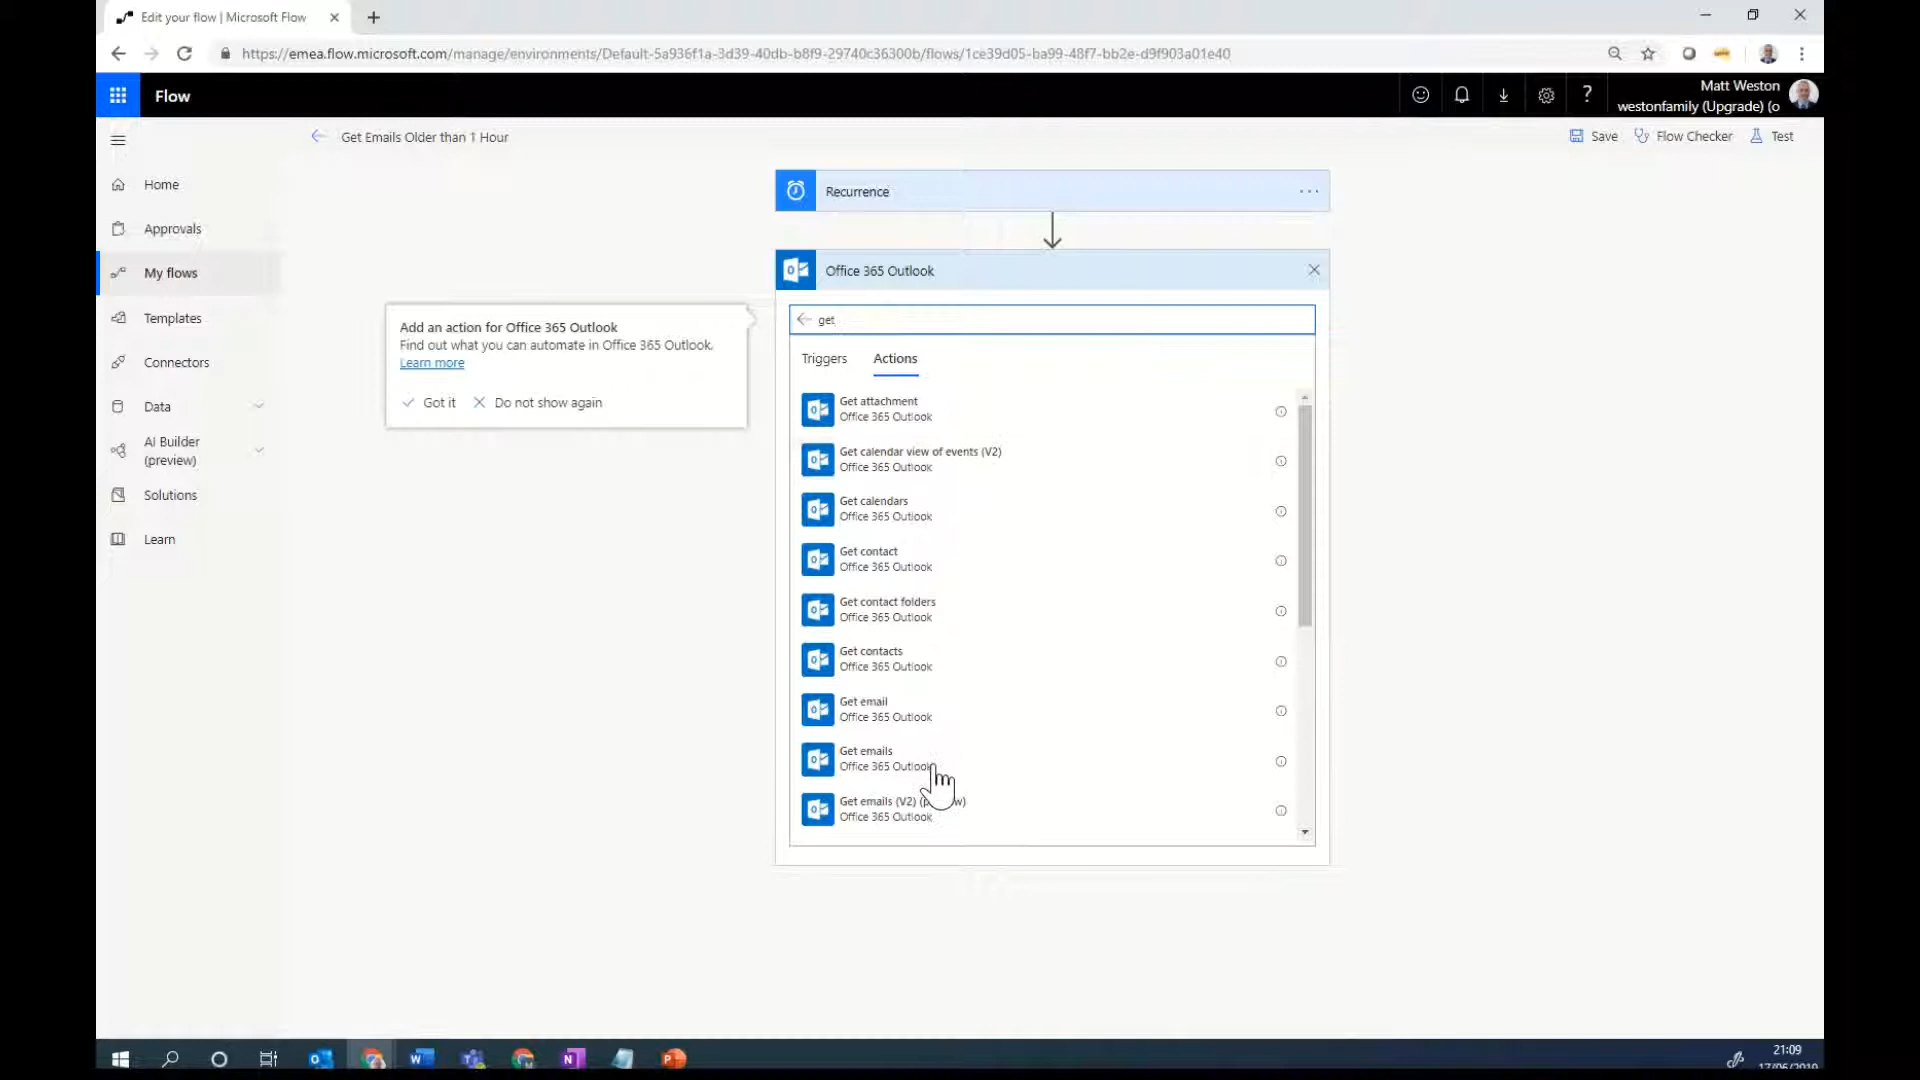 Edit your flow | Microsoft Flow
https://emea.flow.microsoft.com/manage/environments/Default-5a936f1a-3d39-40db-b8f9-29740c36300b/flows/1ce39d05-ba99-48f7-bb2e-d9f903a01e40
Flow
Matt Weston
westonfamily (Upgrade) (o
Get Emails Older than 1 Hour
Save
Flow Checker
Test
Home
Approvals
My flows
Templates
Connectors
Data
AI Builder
(preview)
Solutions
Learn
Recurrence
Office 365 Outlook
Add an action for Office 365 Outlook
Find out what you can automate in Office 365 Outlook.
Learn more
Got it
Do not show again
get
Triggers
Actions
Get attachment
Office 365 Outlook
Get calendar view of events (V2)
Office 365 Outlook
Get calendars
Office 365 Outlook
Get contact
Office 365 Outlook
Get contact folders
Office 365 Outlook
Get contacts
Office 365 Outlook
Get email
Office 365 Outlook
Get emails
Office 365 Outlook
Get emails (V2)
Office 365 Outlook
21:09
17/06/2019